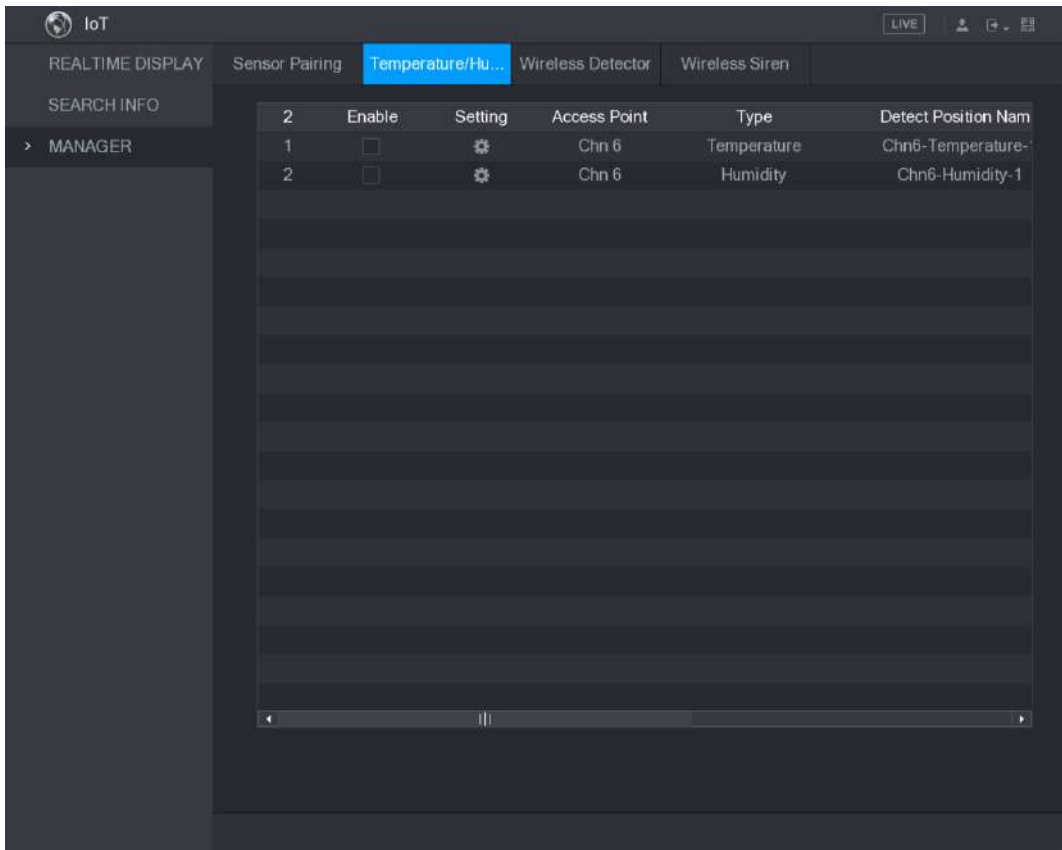 IoT LIVE
REALTIME DISPLAY
SEARCH INFO
MANAGER
Sensor Pairing Temperature/Hu... Wireless Detector Wireless Siren
2 Enable Setting Access Point Type Detect Position Nam
1 Chn 6 Temperature Chn6-Temperature-
2 Chn 6 Humidity Chn6-Humidity-1